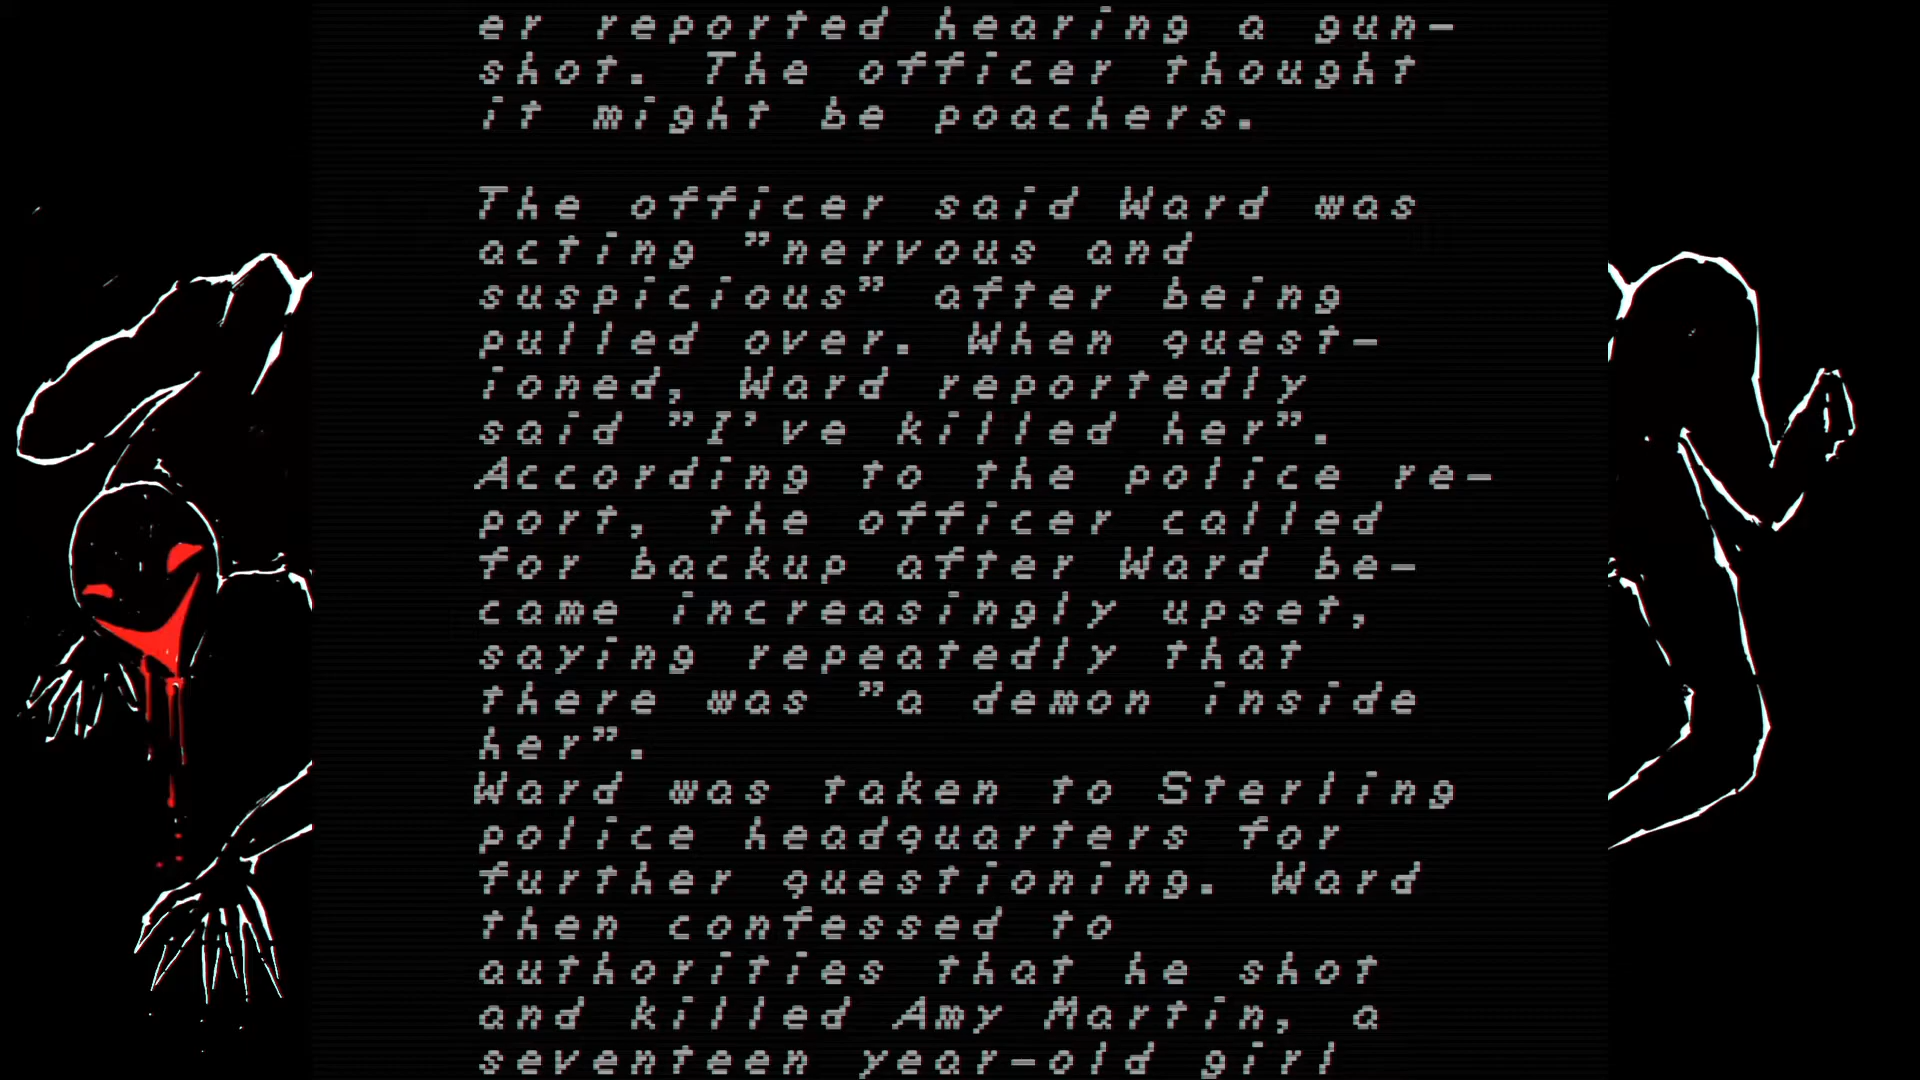 er reported hearing a gun-
shot. The officer thought
it might be poachers.
The officer said Ward was
acting "nervous and
suspicious" after being
pulled over. When quest-
ioned, Ward reportedly
said "I've killed her".
According to the police re-
port, the officer called
for backup after Ward be-
came increasingly upset,
saying repeatedly that
there was "a demon inside
her".
Ward was taken to Sterling
police headquarters for
further questioning. Ward
then confessed to
authorities that he shot
and killed Amy Martin, a
seventeen year-old girl